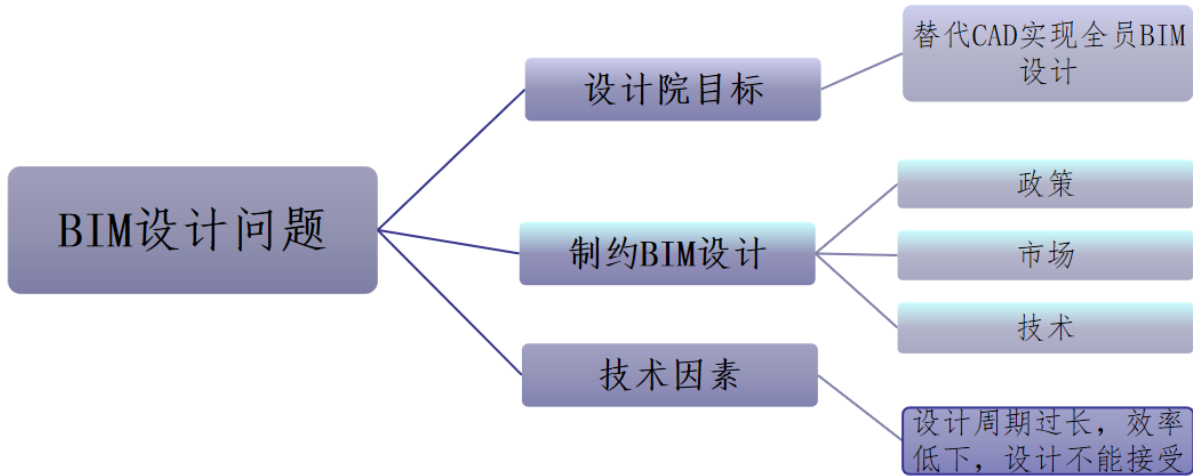 BIM设计问题
设计院目标
替代CAD实现全员BIM
设计
制约BIM设计
政策
市场
技术
技术因素
设计周期过长，效率
低下，设计不能接受